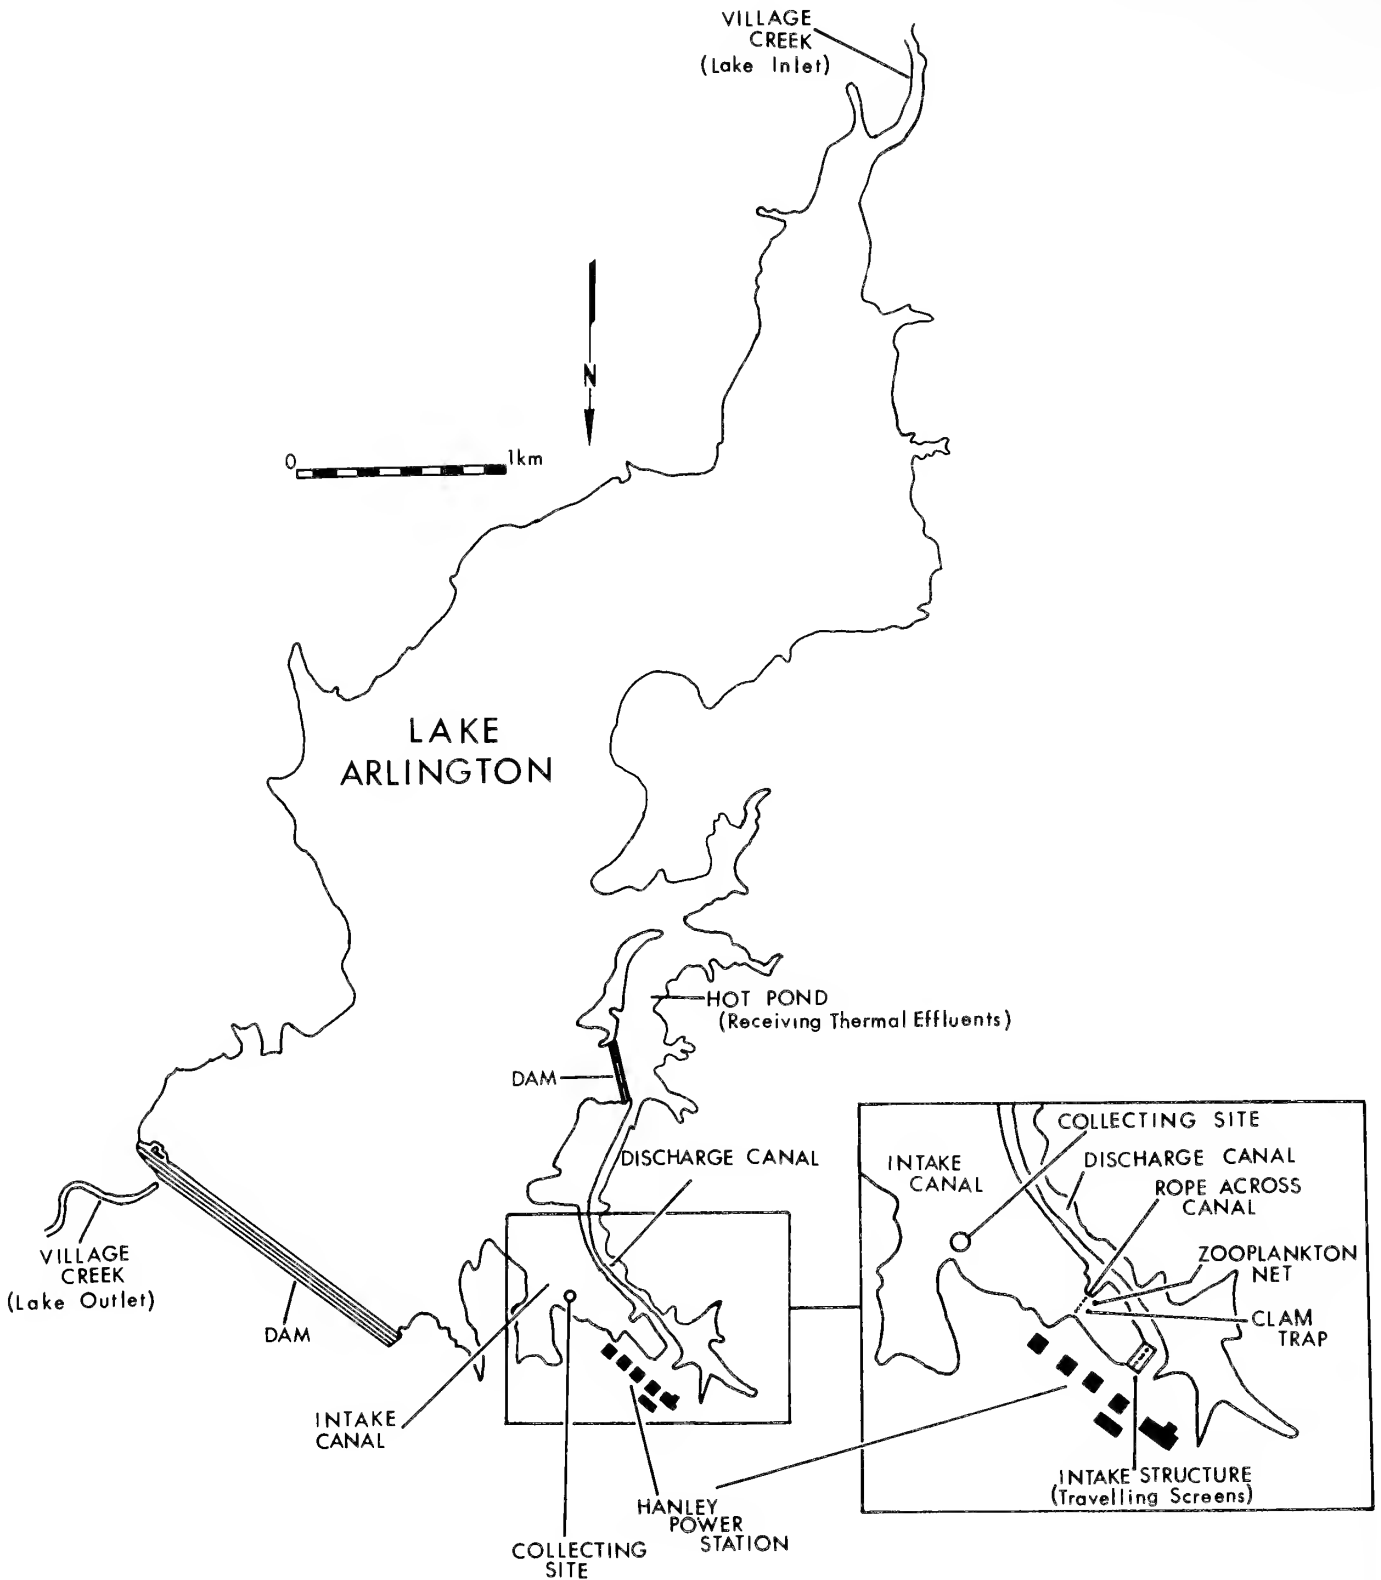 VILLAGE
CREEK
(Lake Inlet)
N
0 1km
LAKE
ARLINGTON
HOT POND
(Receiving Thermal Effluents)
DAM
DISCHARGE CANAL
VILLAGE
CREEK
(Lake Outlet)
DAM
INTAKE
CANAL
COLLECTING
SITE
HANLEY
POWER
STATION
COLLECTING SITE
INTAKE
CANAL
DISCHARGE CANAL
ROPE ACROSS
CANAL
ZOOPLANKTON
NET
CLAM
TRAP
INTAKE STRUCTURE
(Travelling Screens)